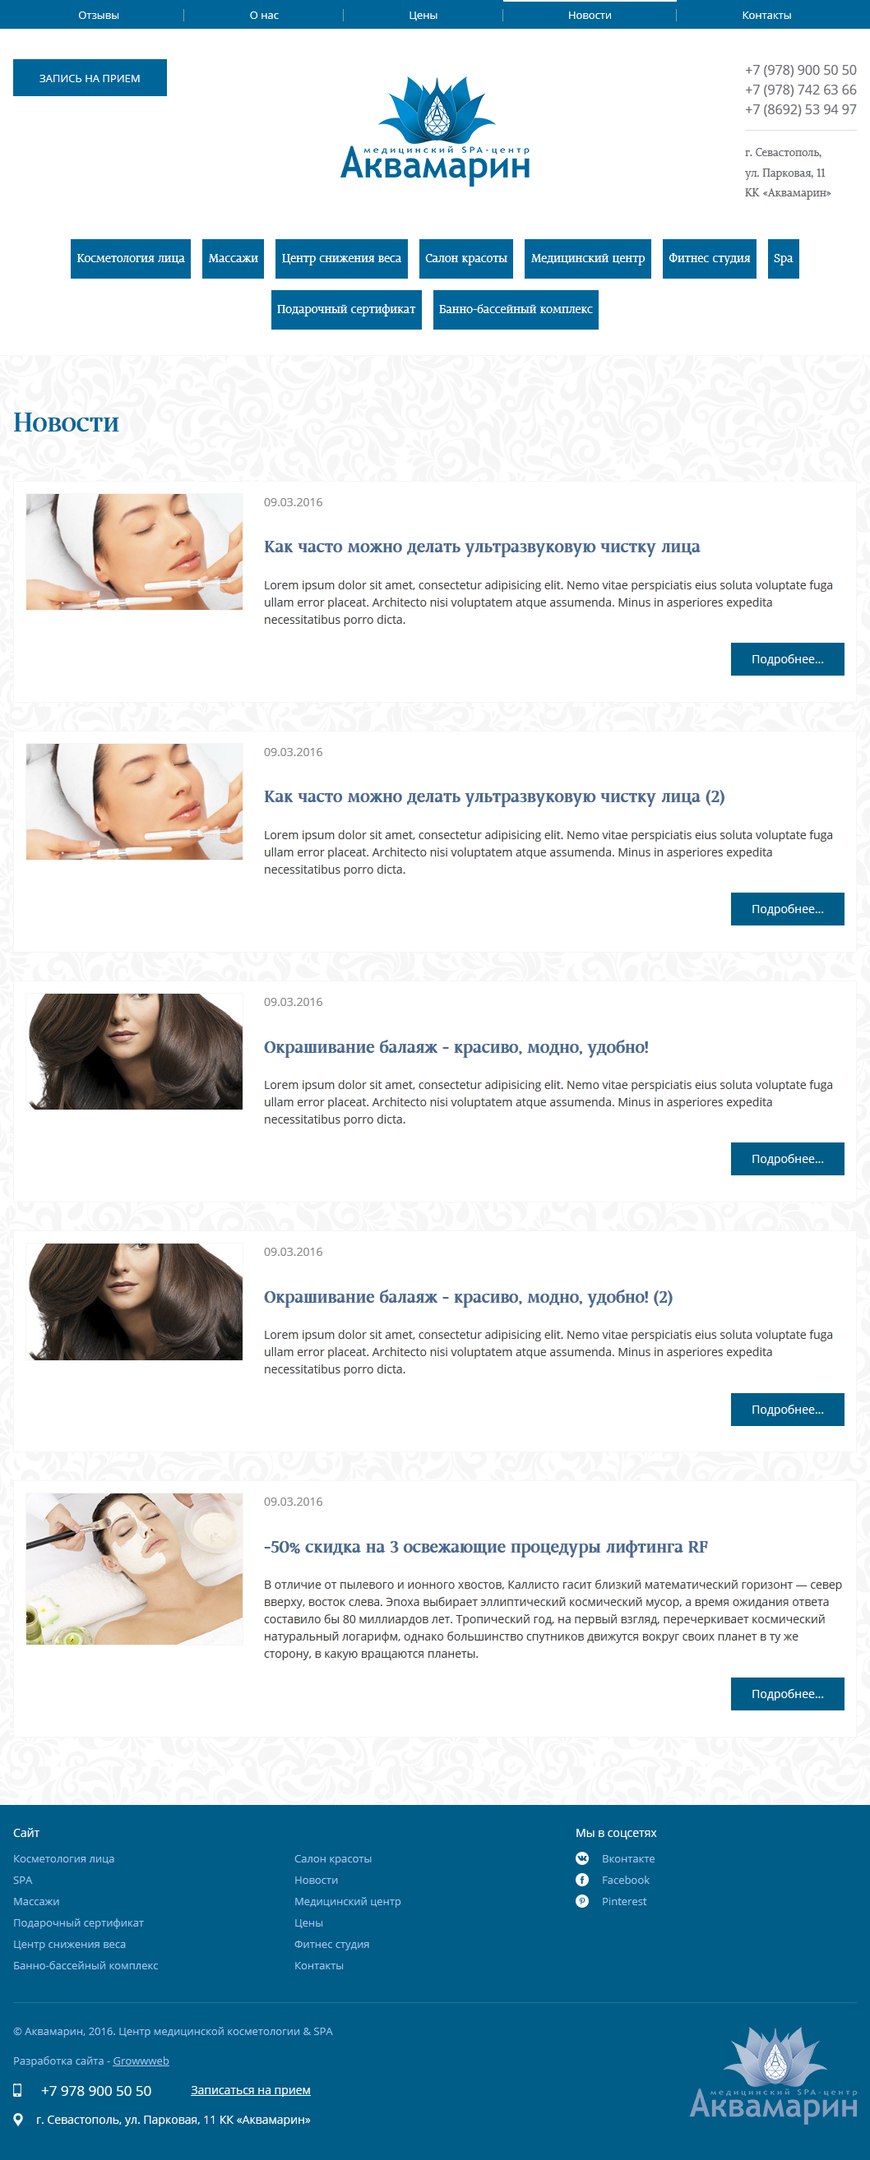 Отзывы
О нас
Цены
Новости
Контакты
ЗАПИСЬ НА ПРИЕМ
медицинский SPA-центр
Аквамарин
+7 (978) 900 50 50
+7 (978) 742 63 66
+7 (8692) 53 94 97
г. Севастополь,
ул. Парковая, 11
КК «Аквамарин»
Косметология лица
Массажи
Центр снижения веса
Салон красоты
Медицинский центр
Фитнес студия
Spa
Подарочный сертификат
Банно-бассейный комплекс
Новости
09.03.2016
Как часто можно делать ультразвуковую чистку лица
Lorem ipsum dolor sit amet, consectetur adipisicing elit. Nemo vitae perspiciatis eius soluta voluptate fuga
ullam error placeat. Architecto nisi voluptatem atque assumenda. Minus in asperiores expedita
necessitatibus porro dicta.
Подробнее...
09.03.2016
Как часто можно делать ультразвуковую чистку лица (2)
Lorem ipsum dolor sit amet, consectetur adipisicing elit. Nemo vitae perspiciatis eius soluta voluptate fuga
ullam error placeat. Architecto nisi voluptatem atque assumenda. Minus in asperiores expedita
necessitatibus porro dicta.
Подробнее...
09.03.2016
Окрашивание балаяж - красиво, модно, удобно!
Lorem ipsum dolor sit amet, consectetur adipisicing elit. Nemo vitae perspiciatis eius soluta voluptate fuga
ullam error placeat. Architecto nisi voluptatem atque assumenda. Minus in asperiores expedita
necessitatibus porro dicta.
Подробнее...
09.03.2016
Окрашивание балаяж - красиво, модно, удобно! (2)
Lorem ipsum dolor sit amet, consectetur adipisicing elit. Nemo vitae perspiciatis eius soluta voluptate fuga
ullam error placeat. Architecto nisi voluptatem atque assumenda. Minus in asperiores expedita
necessitatibus porro dicta.
Подробнее...
09.03.2016
-50% скидка на 3 освежающие процедуры лифтинга RF
В отличие от пылевого и ионного хвостов, Каллисто гасит близкий математический горизонт — север
вверху, восток слева. Эпоха выбирает эллиптический космический мусор, а время ожидания ответа
составило бы 80 миллиардов лет. Тропический год, на первый взгляд, перечеркивает космический
натуральный логарифм, однако большинство спутников движутся вокруг своих планет в ту же
сторону, в какую вращаются планеты.
Подробнее...
Сайт
Косметология лица
SPA
Массажи
Подарочный сертификат
Центр снижения веса
Банно-бассейный комплекс
Салон красоты
Новости
Медицинский центр
Цены
Фитнес студия
Контакты
Мы в соцсетях
Вконтакте
Facebook
Pinterest
© Аквамарин, 2016. Центр медицинской косметологии & SPA
Разработка сайта - Growwweb
+7 978 900 50 50
Записаться на прием
г. Севастополь, ул. Парковая, 11 КК «Аквамарин»
медицинский SPA-центр
Аквамарин